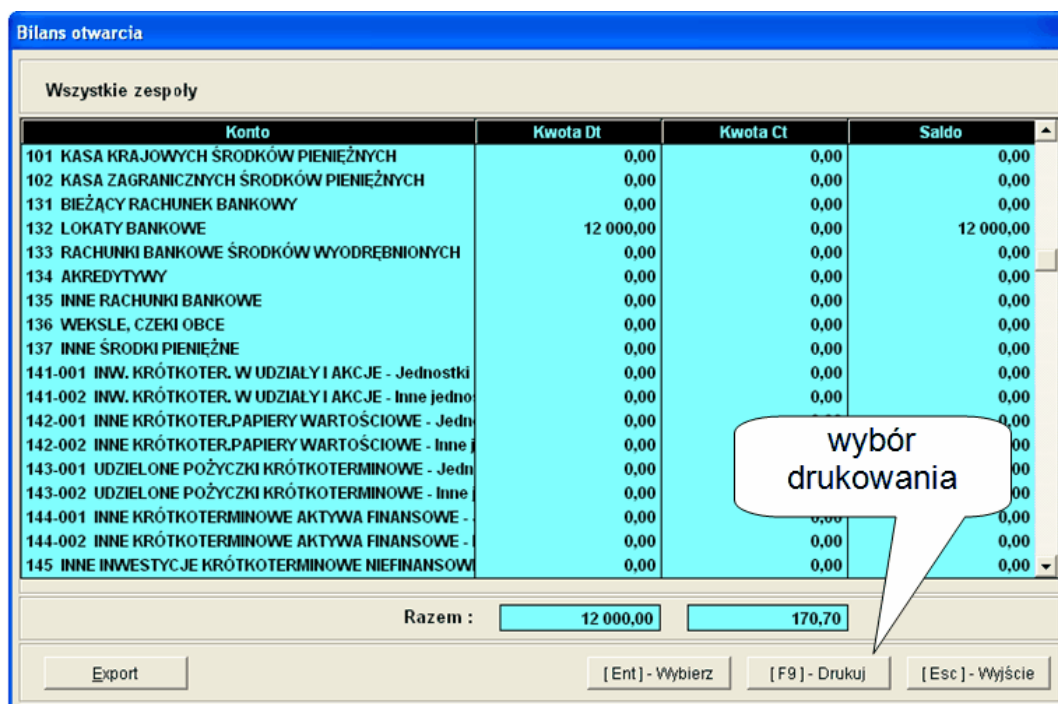 Bilans otwarcia
Wszystkie zespoły
Konto Kwota Dt Kwota Ct Saldo
101 KASA KRAJOWYCH ŚRODKÓW PIENIĘŻNYCH 0,00 0,00 0,00
102 KASA ZAGRANICZNYCH ŚRODKÓW PIENIĘŻNYCH 0,00 0,00 0,00
131 BIEŻĄCY RACHUNEK BANKOWY 0,00 0,00 0,00
132 LOKATY BANKOWE 12 000,00 0,00 12 000,00
133 RACHUNKI BANKOWE ŚRODKÓW WYODRĘBNIONYCH 0,00 0,00 0,00
134 AKREDYTYWY 0,00 0,00 0,00
135 INNE RACHUNKI BANKOWE 0,00 0,00 0,00
136 WEKSLE, CZEKI OBCE 0,00 0,00 0,00
137 INNE ŚRODKI PIENIĘŻNE 0,00 0,00 0,00
141-001 INW. KRÓTKOTER. W UDZIAŁY I AKCJE - Jednostki 0,00 0,00 0,00
141-002 INW. KRÓTKOTER. W UDZIAŁY I AKCJE - Inne jedno 0,00 0,00 0,00
142-001 INNE KRÓTKOTER.PAPIERY WARTOŚCIOWE - Jedn 0,00 0,00
142-002 INNE KRÓTKOTER.PAPIERY WARTOŚCIOWE - Inne j 0,00 00
143-001 UDZIELONE POŻYCZKI KRÓTKOTERMINOWE - Jedn 0,00 00
143-002 UDZIELONE POŻYCZKI KRÓTKOTERMINOWE - Inne j 0,00 00
144-001 INNE KRÓTKOTERMINOWE AKTYWA FINANSOWE - 0,00 0,00 0,00
144-002 INNE KRÓTKOTERMINOWE AKTYWA FINANSOWE - 0,00 0,00 0,00
145 INNE INWESTYCJE KRÓTKOTERMINOWE NIEFINANSOW 0,00 0,00 0,00
wybór
drukowania
Razem : 12 000,00 170,70
Export [ Ent ] - Wybierz [ F9 ] - Drukuj [ Esc ] - Wyjście